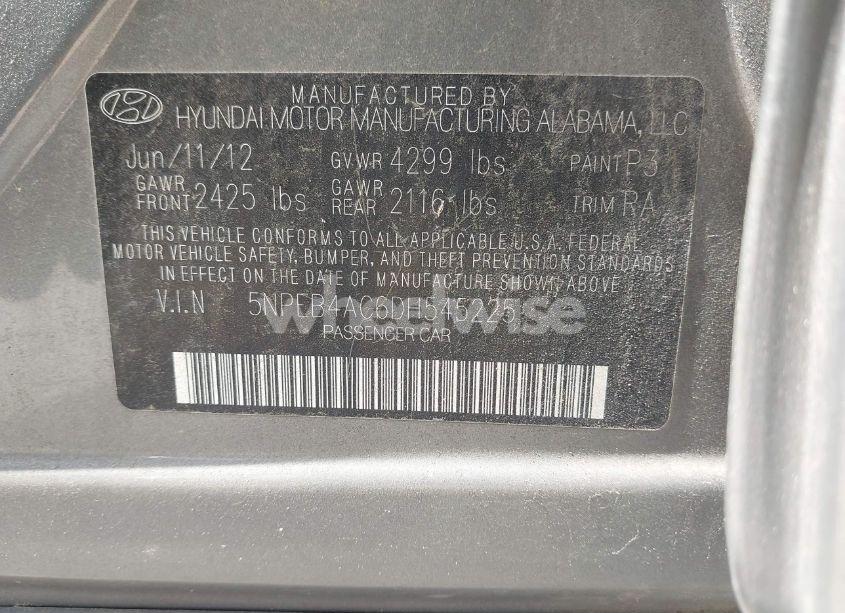 MANUFACTURED BY
HYUNDAI MOTOR MANUFACTURING ALABAMA, LLC
Jun/11/12 GVWR 4299 lbs PAINT P3
GAWR FRONT 2425 lbs GAWR REAR 2116 lbs TRIM RA
THIS VEHICLE CONFORMS TO ALL APPLICABLE U.S.A. FEDERAL
MOTOR VEHICLE SAFETY, BUMPER, AND THEFT PREVENTION STANDARDS
IN EFFECT ON THE DATE OF MANUFACTURE SHOWN ABOVE
V.I.N
wheelwise
PASSENGER CAR